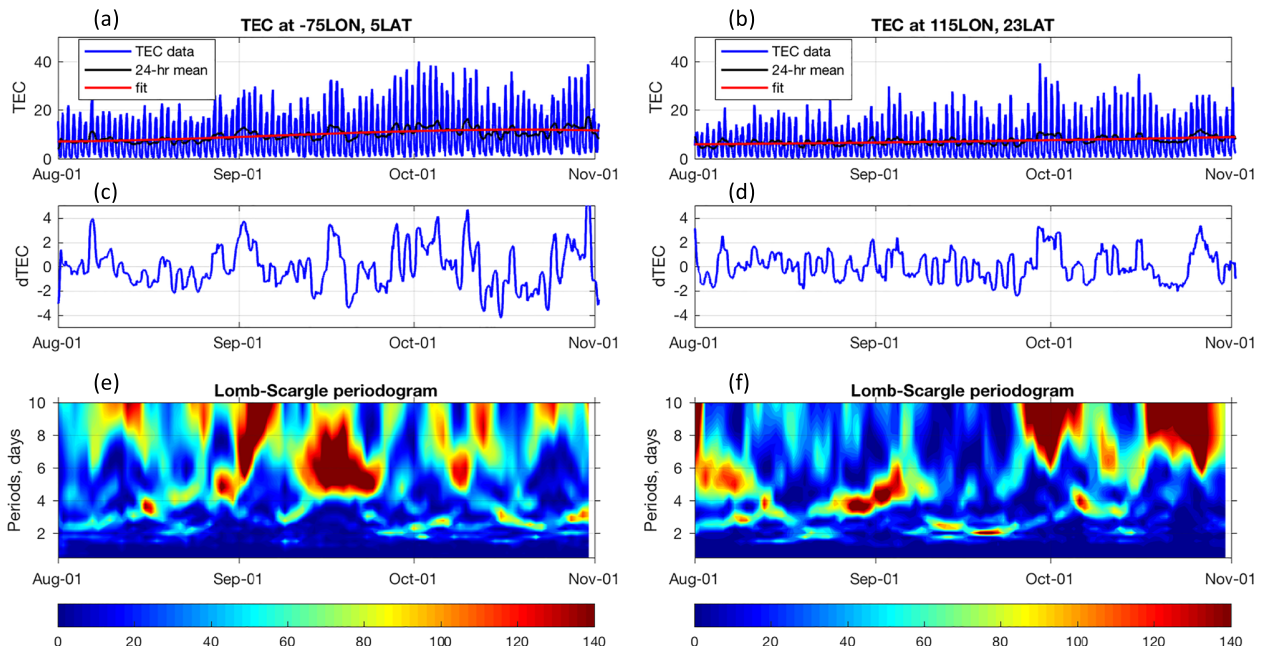 (a)
TEC at -75LON, 5LAT
TEC
40
20
0
TEC data
24-hr mean
fit
Aug-01 Sep-01 Oct-01 Nov-01
(b)
TEC at 115LON, 23LAT
TEC
40
20
0
TEC data
24-hr mean
fit
Aug-01 Sep-01 Oct-01 Nov-01
(c)
dTEC
4
2
0
-2
-4
Aug-01 Sep-01 Oct-01 Nov-01
(d)
dTEC
4
2
0
-2
-4
Aug-01 Sep-01 Oct-01 Nov-01
(e)
Lomb-Scargle periodogram
Periods, days
10
8
6
4
2
Aug-01 Sep-01 Oct-01 Nov-01
0 20 40 60 80 100 120 140
(f)
Lomb-Scargle periodogram
Periods, days
10
8
6
4
2
Aug-01 Sep-01 Oct-01 Nov-01
0 20 40 60 80 100 120 140